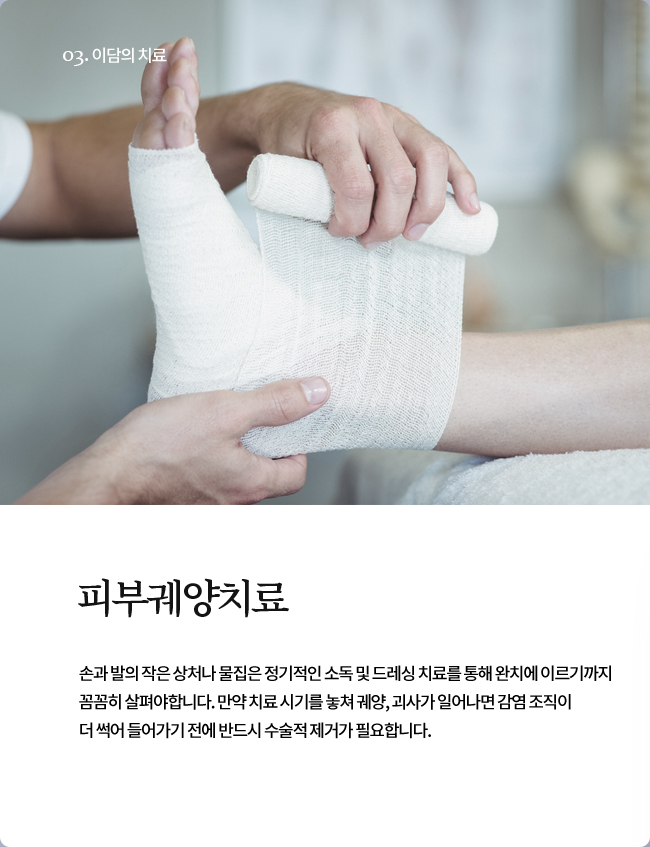 03. 이담의 치료
피부궤양치료
손과 발의 작은 상처나 물집은 정기적인 소독 및 드레싱 치료를 통해 완치에 이르기까지
꼼꼼히 살펴야합니다. 만약 치료 시기를 놓쳐 궤양, 괴사가 일어나면 감염 조직이
더 썩어 들어가기 전에 반드시 수술적 제거가 필요합니다.